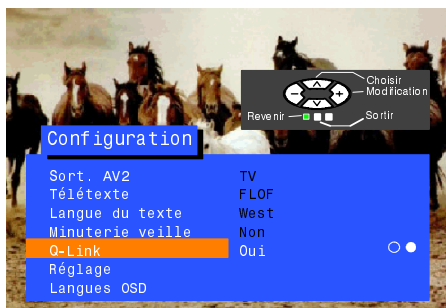 Choisir
Modification
Revenir
Sortir
Configuration
Sort. AV2 TV
Télétexte FLOF
Langue du texte West
Minuterie veille Non
Q-Link Oui
Réglage
Langues OSD